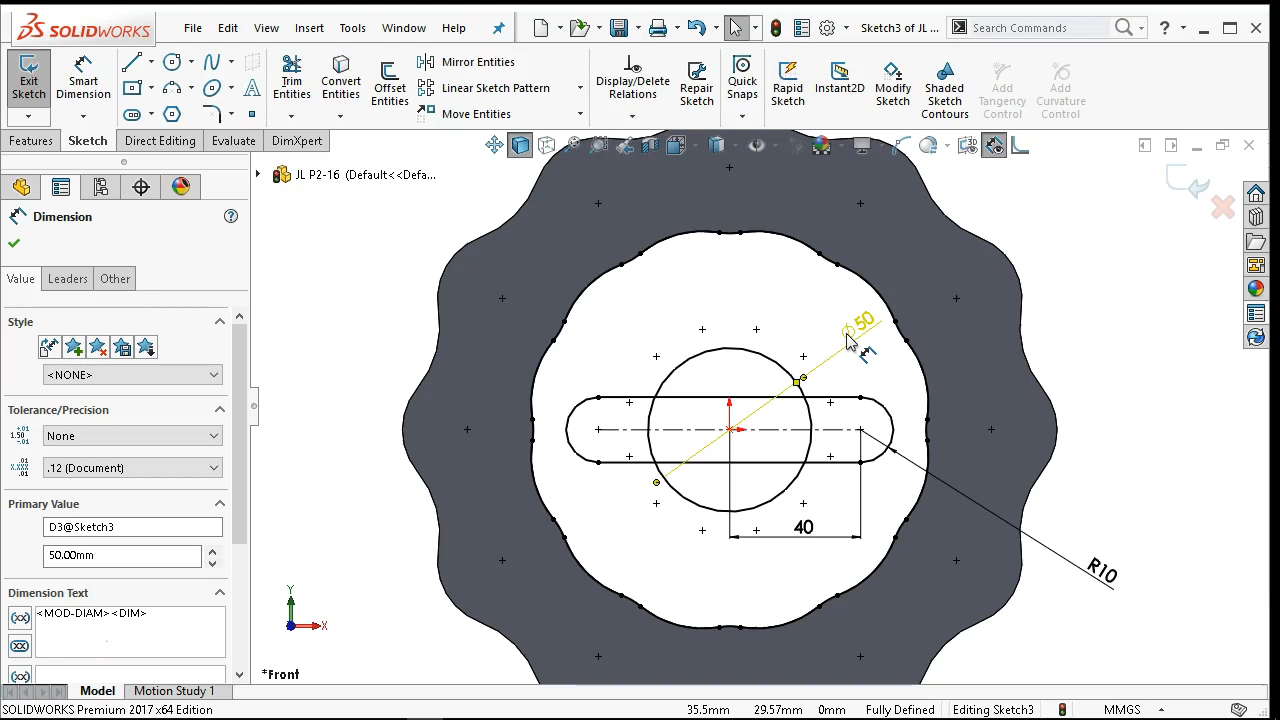 SOLIDWORKS
File Edit View Insert Tools Window Help
Sketch3 of JL ...
Search Commands
?
Exit Sketch
Smart Dimension
Trim Entities
Convert Entities
Offset Entities
Mirror Entities
Linear Sketch Pattern
Move Entities
Display/Delete Relations
Repair Sketch
Quick Snaps
Rapid Sketch
Instant2D
Modify Sketch
Shaded Sketch Contours
Add Tangency Control
Add Curvature Control
Features Sketch Direct Editing Evaluate DimXpert
JL P2-16 (Default<<Defa...
Dimension
?
Value Leaders Other
Style
<NONE>
Tolerance/Precision
None
.12 (Document)
Primary Value
D3@Sketch3
50.00mm
Dimension Text
<MOD-DIAM><DIM>
50
40
R10
Y
X
*Front
Model Motion Study 1
SOLIDWORKS Premium 2017 x64 Edition
35.5mm 29.57mm 0mm Fully Defined Editing Sketch3 MMGS